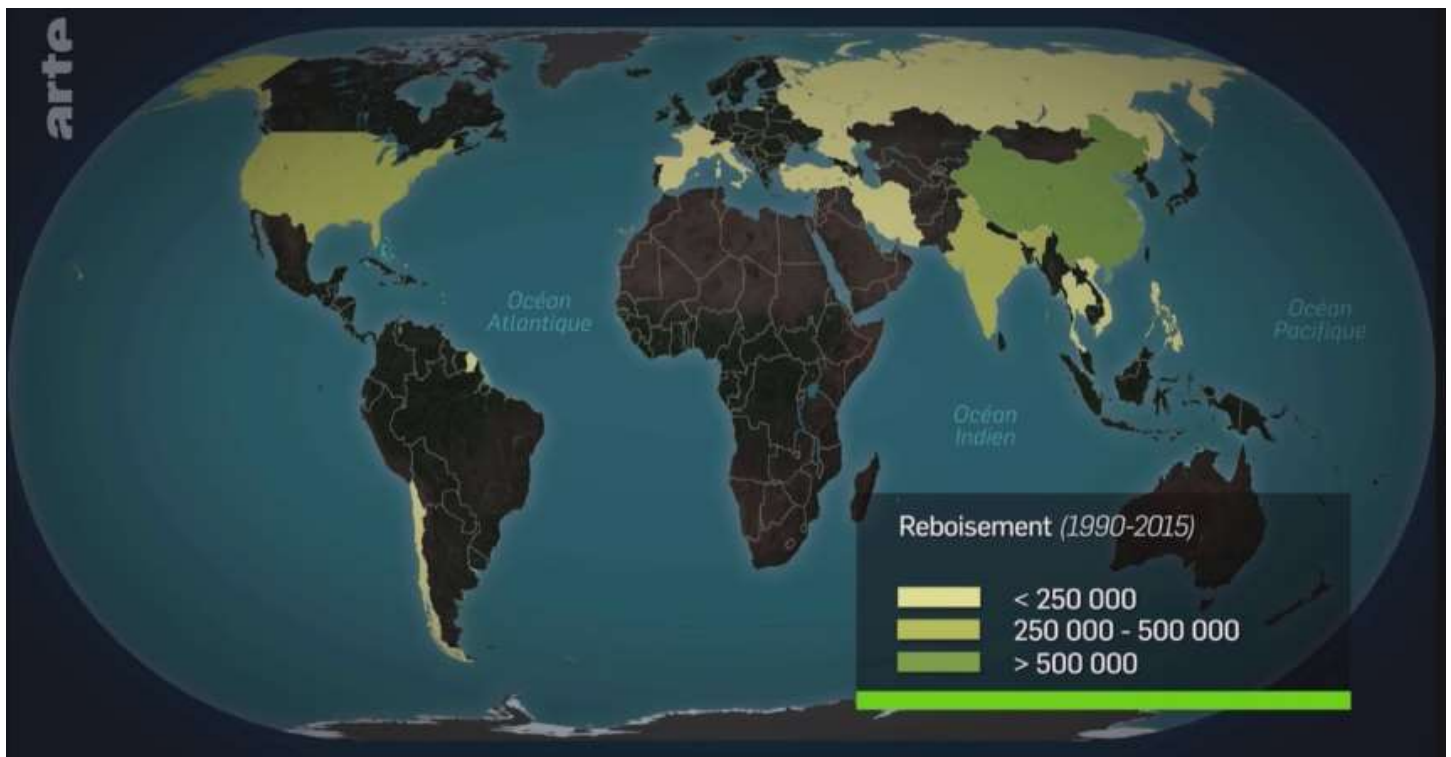 arte
Océan
Atlantique
Océan
Pacifique
Océan
Indien
Reboisement (1990-2015)
< 250 000
250 000 - 500 000
> 500 000